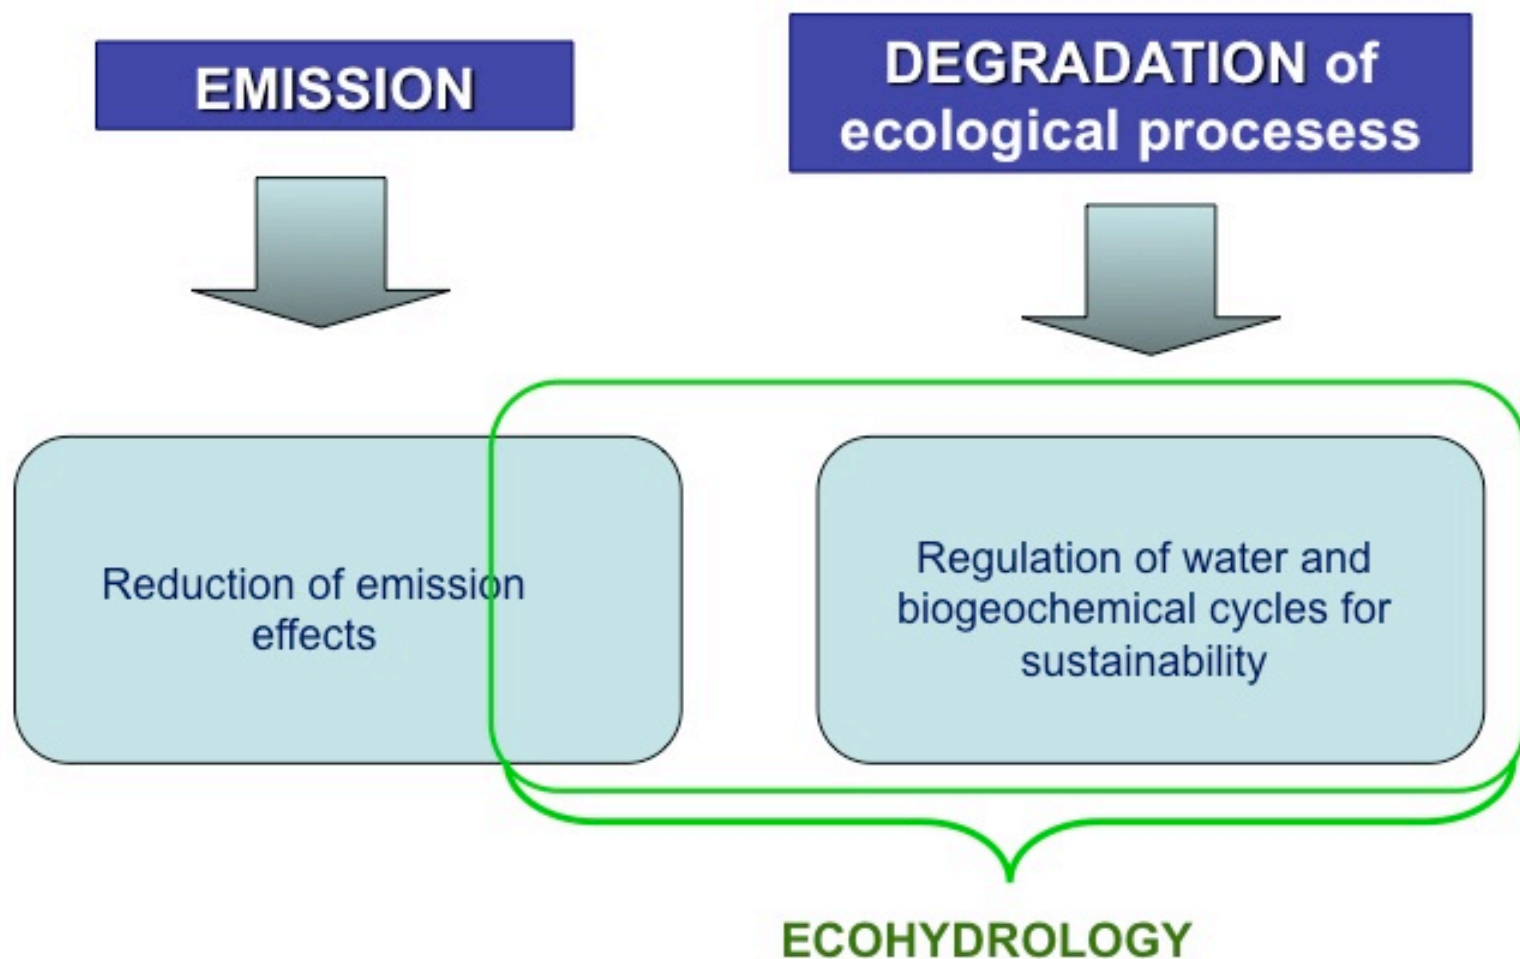 EMISSION
DEGRADATION of
ecological procesess
Reduction of emission
effects
Regulation of water and
biogeochemical cycles for
sustainability
ECOHYDROLOGY